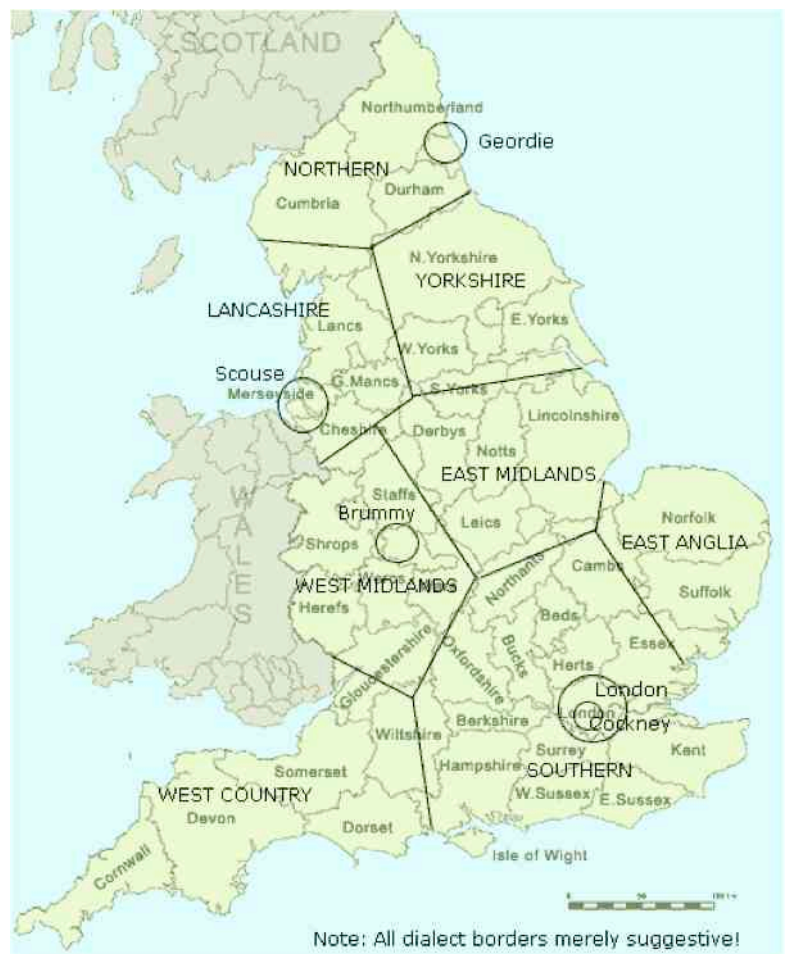 SCOTLAND
Northumberland
Geordie
NORTHERN
Durham
Cumbria
N.Yorkshire
YORKSHIRE
LANCASHIRE
Lancs
E.Yorks
W.Yorks
Scouse
G.Mancs
S.Yorks
Merseyside
Cheshire
Derbys
Lincolnshire
Notts
EAST MIDLANDS
WALES
Staffs
Brummy
Leics
Norfolk
EAST ANGLIA
Shrops
Cambs
WEST MIDLANDS
Northants
Suffolk
Herefs
Beds
Essex
Bucks
Oxfordshire
Gloucestershire
Herts
London
London
Cockney
Wiltshire
Berkshire
Kent
Surrey
Hampshire
SOUTHERN
Somerset
WEST COUNTRY
W.Sussex
E.Sussex
Devon
Dorset
Isle of Wight
Cornwall
Note: All dialect borders merely suggestive!